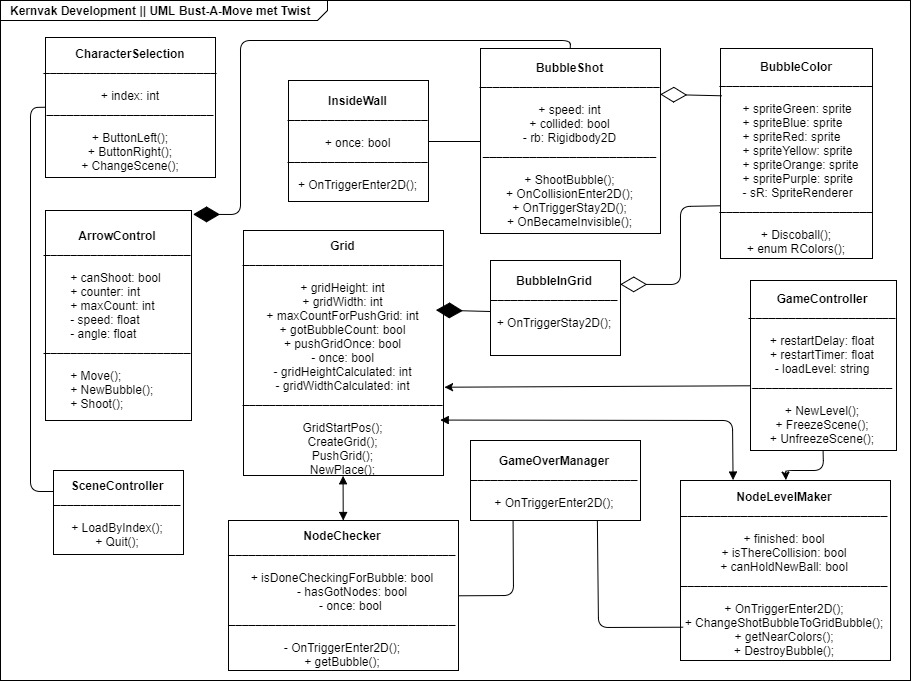 Kernvak Development || UML Bust-A-Move met Twist
CharacterSelection
+ index: int
+ ButtonLeft();
+ ButtonRight();
+ ChangeScene();
InsideWall
+ once: bool
+ OnTriggerEnter2D();
BubbleShot
+ speed: int
+ collided: bool
- rb: Rigidbody2D
+ ShootBubble();
+ OnCollisionEnter2D();
+ OnTriggerStay2D();
+ OnBecameInvisible();
BubbleColor
+ spriteGreen: sprite
+ spriteBlue: sprite
+ spriteRed: sprite
+ spriteYellow: sprite
+ spriteOrange: sprite
+ spritePurple: sprite
- sR: SpriteRenderer
+ Discoball();
+ enum RColors();
ArrowControl
+ canShoot: bool
+ counter: int
+ maxCount: int
- speed: float
- angle: float
+ Move();
+ NewBubble();
+ Shoot();
Grid
+ gridHeight: int
+ gridWidth: int
+ maxCountForPushGrid: int
+ gotBubbleCount: bool
+ pushGridOnce: bool
- once: bool
- gridHeightCalculated: int
- gridWidthCalculated: int
GridStartPos();
CreateGrid();
PushGrid();
NewPlace();
BubbleInGrid
+ OnTriggerStay2D();
GameController
+ restartDelay: float
+ restartTimer: float
- loadLevel: string
+ NewLevel();
+ FreezeScene();
+ UnfreezeScene();
SceneController
+ LoadByIndex();
+ Quit();
NodeChecker
+ isDoneCheckingForBubble: bool
- hasGotNodes: bool
- once: bool
- OnTriggerEnter2D();
+ getBubble();
GameOverManager
+ OnTriggerEnter2D();
NodeLevelMaker
+ finished: bool
+ isThereCollision: bool
+ canHoldNewBall: bool
+ OnTriggerEnter2D();
+ ChangeShotBubbleToGridBubble();
+ getNearColors();
+ DestroyBubble();